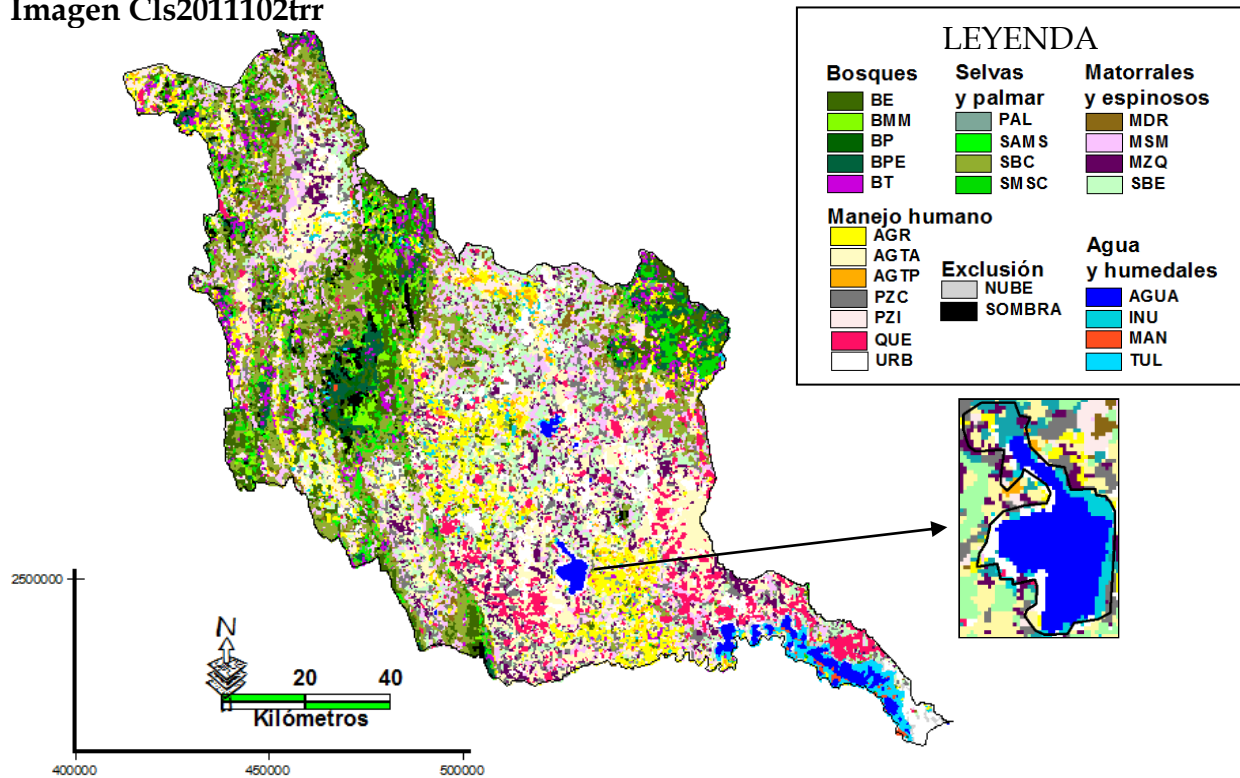 Imagen Cls2011102trr
LEYENDA
Bosques
BE
BMM
BP
BPE
BT
Selvas
y palmar
PAL
SAMS
SBC
SMSC
Matorrales
y espinosos
MDR
MSM
MZQ
SBE
Manejo humano
AGR
AGTA
AGTP
PZC
PZI
QUE
URB
Exclusión
NUBE
SOMBRA
Agua
y humedales
AGUA
INU
MAN
TUL
2500000
N
20 40
Kilómetros
400000 450000 500000